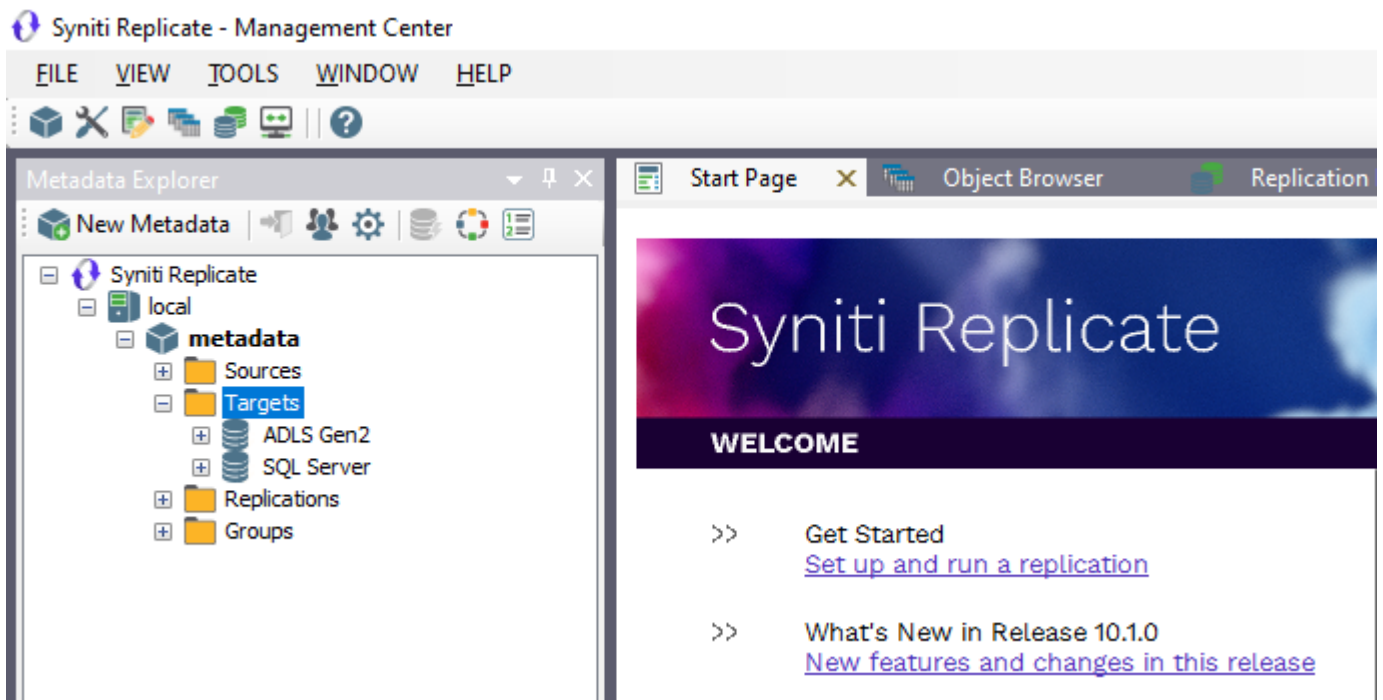 Syniti Replicate - Management Center
FILE VIEW TOOLS WINDOW HELP
Metadata Explorer
New Metadata
Syniti Replicate
local
metadata
Sources
Targets
ADLS Gen2
SQL Server
Replications
Groups
Start Page Object Browser Replication
Syniti Replicate
WELCOME
>> Get Started
Set up and run a replication
>> What's New in Release 10.1.0
New features and changes in this release